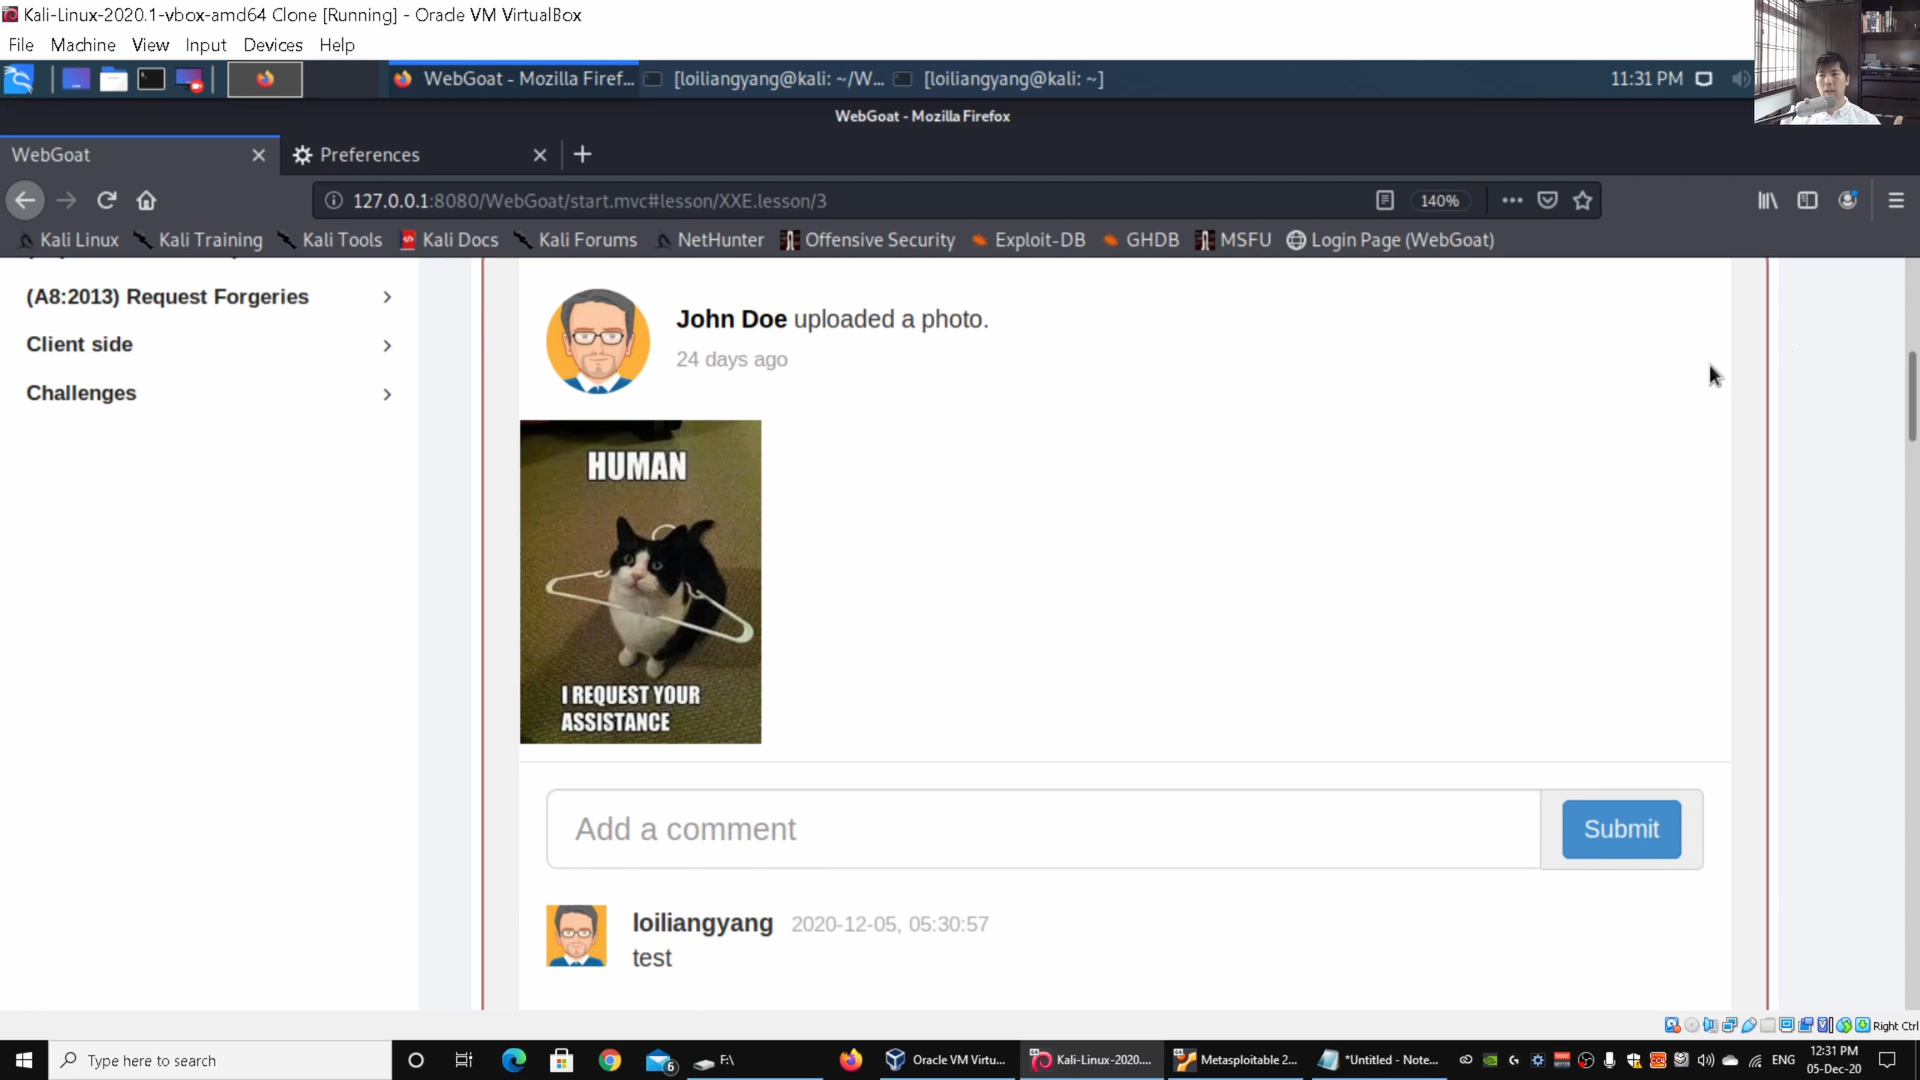 Kali-Linux-2020.1-vbox-amd64 Clone [Running] - Oracle VM VirtualBox
File Machine View Input Devices Help
WebGoat - Mozilla Firef... [loiliangyang@kali: ~/W... [loiliangyang@kali: ~] 11:31 PM
WebGoat - Mozilla Firefox
WebGoat Preferences
127.0.0.1:8080/WebGoat/start.mvc#lesson/XXE.lesson/3 140%
Kali Linux Kali Training Kali Tools Kali Docs Kali Forums NetHunter Offensive Security Exploit-DB GHDB MSFU Login Page (WebGoat)
(A8:2013) Request Forgeries
Client side
Challenges
John Doe uploaded a photo.
24 days ago
HUMAN
I REQUEST YOUR
ASSISTANCE
Add a comment Submit
loiliangyang 2020-12-05, 05:30:57
test
Right Ctrl
Type here to search 6 F:\ Oracle VM Virtu... Kali-Linux-2020.... Metasploitable 2... *Untitled - Note... ENG 12:31 PM
05-Dec-20